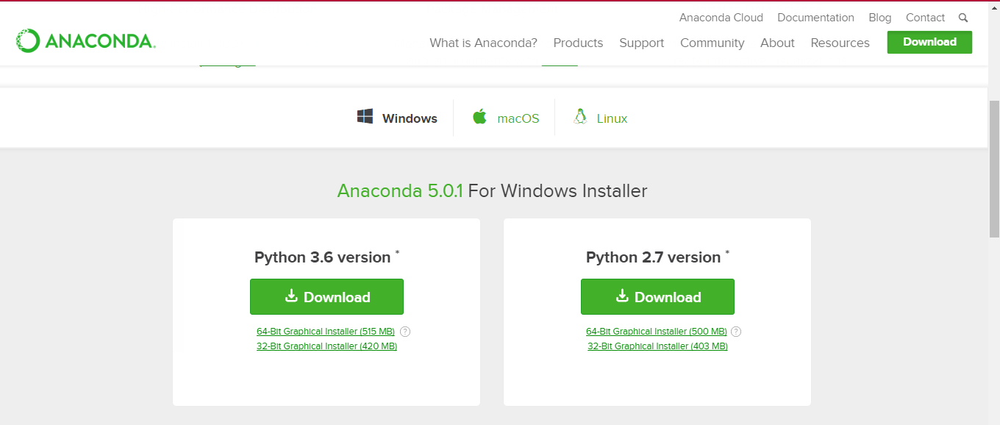 Anaconda Cloud Documentation Blog Contact
ANACONDA.
What is Anaconda? Products Support Community About Resources Download
Windows macOS Linux
Anaconda 5.0.1 For Windows Installer
Python 3.6 version *
Download
64-Bit Graphical Installer (515 MB) ?
32-Bit Graphical Installer (420 MB)
Python 2.7 version *
Download
64-Bit Graphical Installer (500 MB) ?
32-Bit Graphical Installer (403 MB)